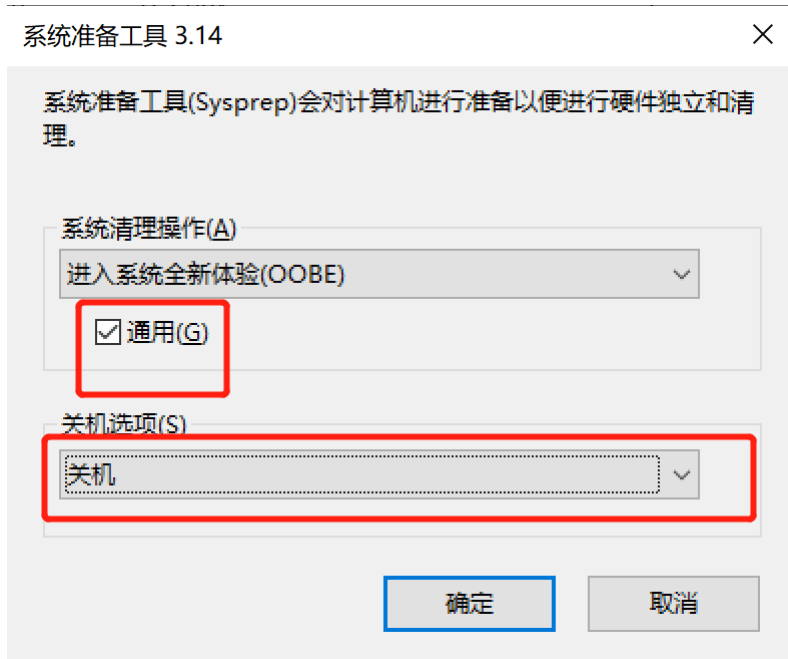 系统准备工具 3.14
系统准备工具(Sysprep)会对计算机进行准备以便进行硬件独立和清
理。
系统清理操作(A)
进入系统全新体验(OOBE)
通用(G)
关机选项(S)
关机
确定
取消